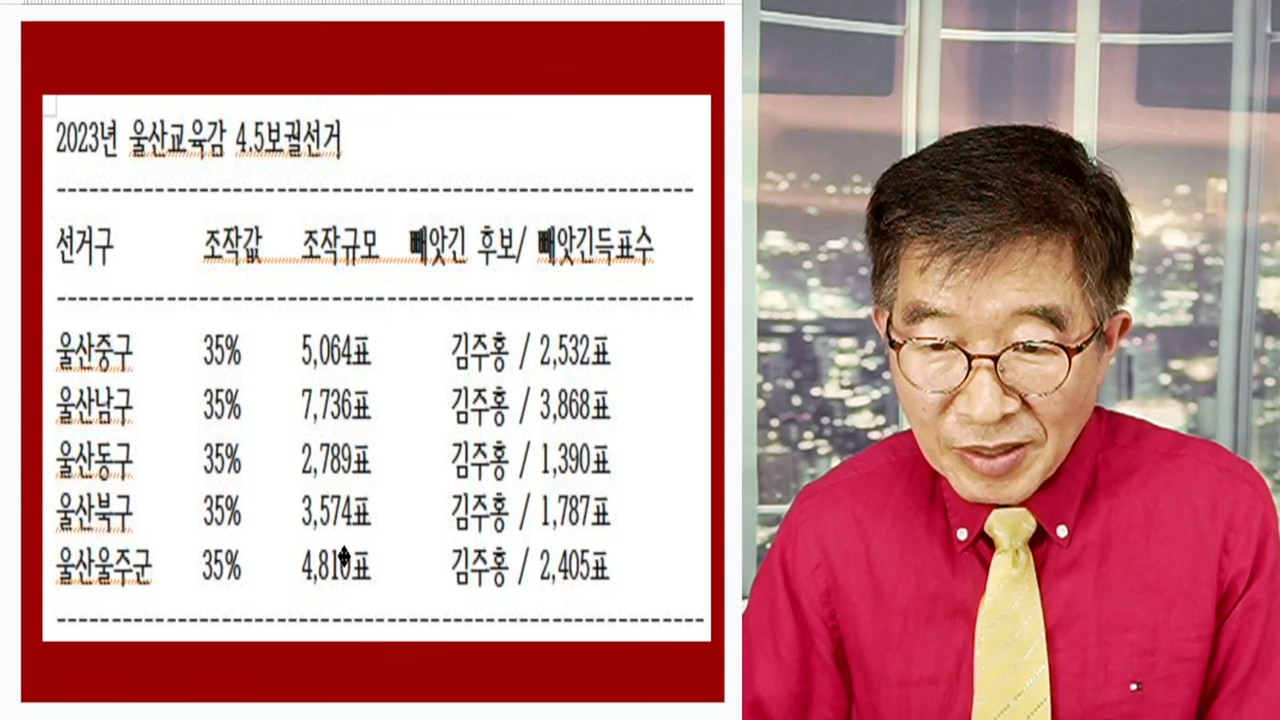 2023년 울산교육감 4.5보궐선거
선거구 조작값 조작규모 빼앗긴 후보/ 빼앗긴득표수
울산중구 35% 5,064표 김주홍 / 2,532표
울산남구 35% 7,736표 김주홍 / 3,868표
울산동구 35% 2,789표 김주홍 / 1,390표
울산북구 35% 3,574표 김주홍 / 1,787표
울산울주군 35% 4,810표 김주홍 / 2,405표